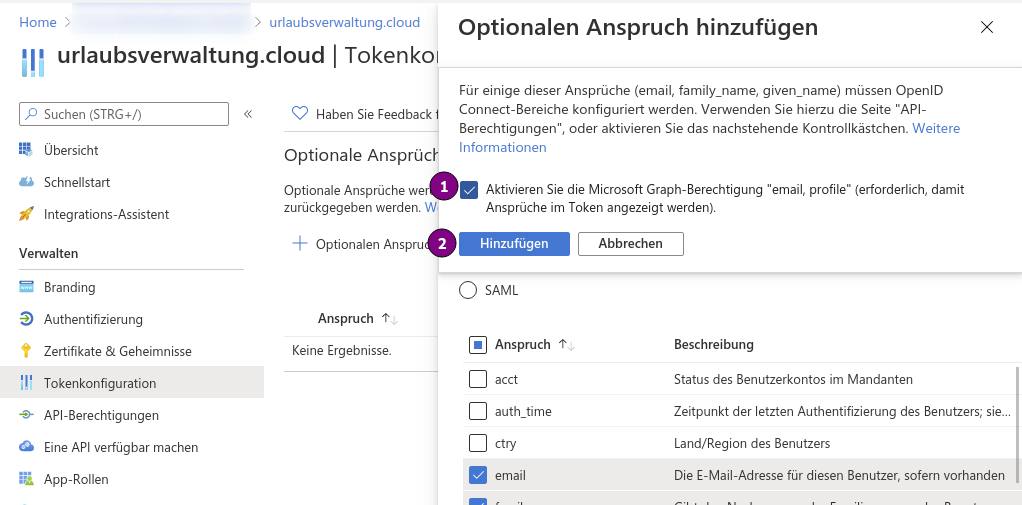 Home > > urlaubsverwaltung.cloud
urlaubsverwaltung.cloud | Tokenkor
Suchen (STRG+/)
Übersicht
Schnellstart
Integrations-Assistent
Verwalten
Branding
Authentifizierung
Zertifikate & Geheimnisse
Tokenkonfiguration
API-Berechtigungen
Eine API verfügbar machen
App-Rollen
Haben Sie Feedback f
Optionale Ansprüch
Optionale Ansprüche wer
zurückgegeben werden. We
Optionalen Anspruc
Anspruch
Keine Ergebnisse.
Optionalen Anspruch hinzufügen
Für einige dieser Ansprüche (email, family_name, given_name) müssen OpenID
Connect-Bereiche konfiguriert werden. Verwenden Sie hierzu die Seite "API-
Berechtigungen", oder aktivieren Sie das nachstehende Kontrollkästchen. Weitere
Informationen
1 Aktivieren Sie die Microsoft Graph-Berechtigung "email, profile" (erforderlich, damit
Ansprüche im Token angezeigt werden).
2 Hinzufügen Abbrechen
SAML
Anspruch Beschreibung
acct Status des Benutzerkontos im Mandanten
auth_time Zeitpunkt der letzten Authentifizierung des Benutzers; sie...
ctry Land/Region des Benutzers
email Die E-Mail-Adresse für diesen Benutzer, sofern vorhanden